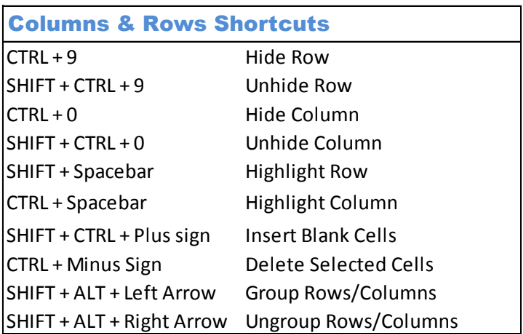 Columns & Rows Shortcuts
CTRL + 9 Hide Row
SHIFT + CTRL + 9 Unhide Row
CTRL + 0 Hide Column
SHIFT + CTRL + 0 Unhide Column
SHIFT + Spacebar Highlight Row
CTRL + Spacebar Highlight Column
SHIFT + CTRL + Plus sign Insert Blank Cells
CTRL + Minus Sign Delete Selected Cells
SHIFT + ALT + Left Arrow Group Rows/Columns
SHIFT + ALT + Right Arrow Ungroup Rows/Columns